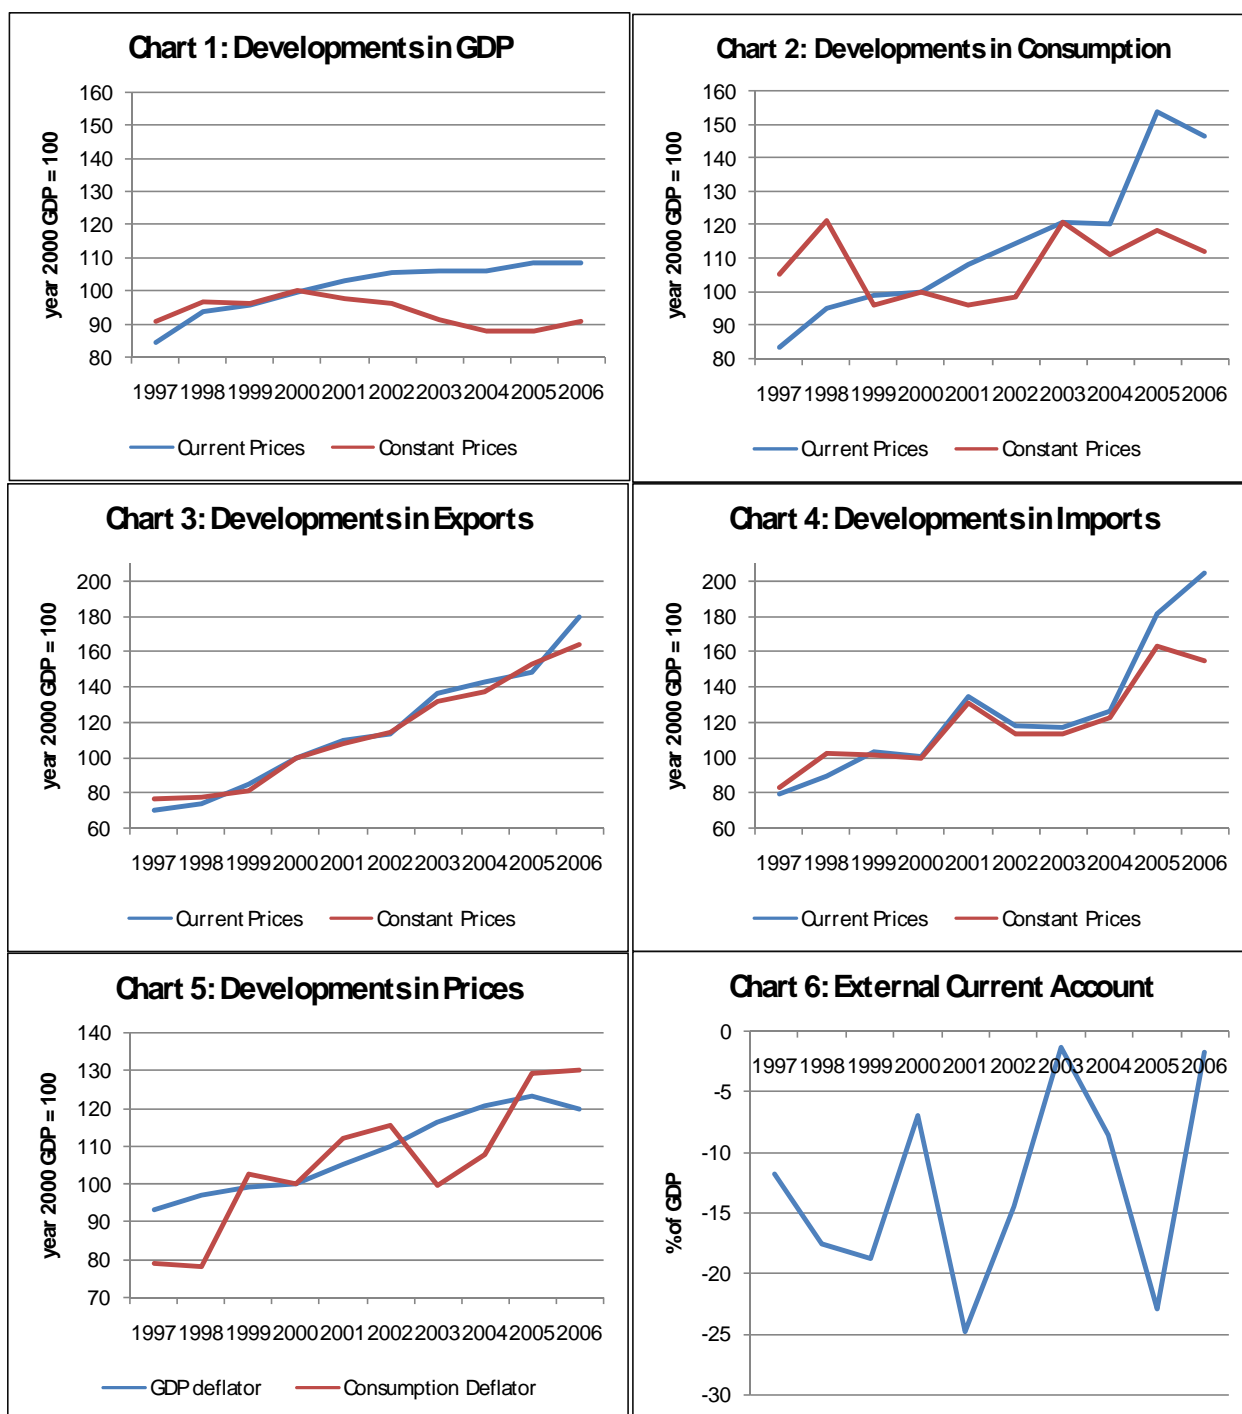 Chart 1: Developments in GDP
year 2000 GDP = 100
160
150
140
130
120
110
100
90
80
1997 1998 1999 2000 2001 2002 2003 2004 2005 2006
Current Prices Constant Prices
Chart 2: Developments in Consumption
year 2000 GDP = 100
160
150
140
130
120
110
100
90
80
1997 1998 1999 2000 2001 2002 2003 2004 2005 2006
Current Prices Constant Prices
Chart 3: Developments in Exports
year 2000 GDP = 100
200
180
160
140
120
100
80
60
1997 1998 1999 2000 2001 2002 2003 2004 2005 2006
Current Prices Constant Prices
Chart 4: Developments in Imports
year 2000 GDP = 100
200
180
160
140
120
100
80
60
1997 1998 1999 2000 2001 2002 2003 2004 2005 2006
Current Prices Constant Prices
Chart 5: Developments in Prices
year 2000 GDP = 100
140
130
120
110
100
90
80
70
1997 1998 1999 2000 2001 2002 2003 2004 2005 2006
GDP deflator Consumption Deflator
Chart 6: External Current Account
% of GDP
0
1997 1998 1999 2000 2001 2002 2003 2004 2005 2006
-5
-10
-15
-20
-25
-30